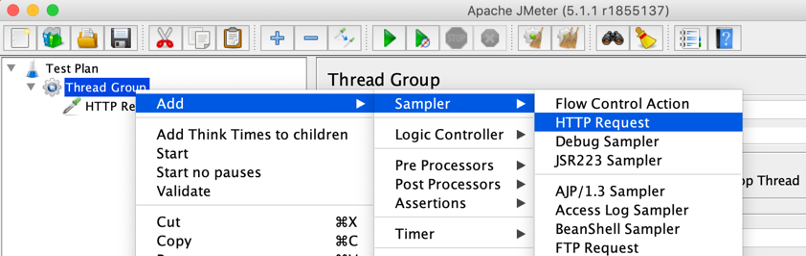 Apache JMeter (5.1.1 r1855137)
Test Plan
Thread Group
HTTP Re
Thread Group
Add
Add Think Times to children
Start
Start no pauses
Validate
Cut ⌘X
Copy ⌘C
Sampler
Logic Controller
Pre Processors
Post Processors
Assertions
Timer
Flow Control Action
HTTP Request
Debug Sampler
JSR223 Sampler
AJP/1.3 Sampler
Access Log Sampler
BeanShell Sampler
FTP Request
op Thread